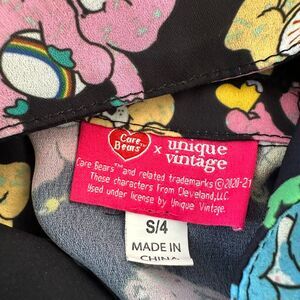 Care Bears™ x unique vintage
Care Bears™ and related trademarks ©2020-21
Those characters from Cleveland, LLC.
Used under license by Unique Vintage.
S/4
MADE IN
CHINA